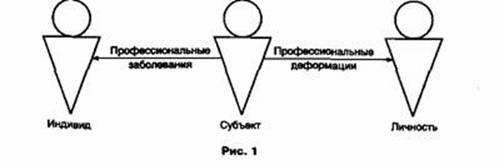 Профессиональные Профессиональные
заболевания деформации
Индивид Субъект Личность
Рис. 1